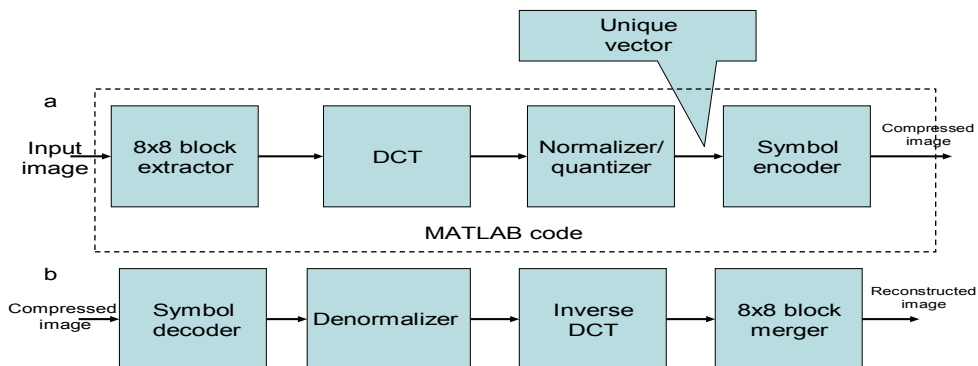 Unique
vector
a
Input
image
8x8 block
extractor
DCT
Normalizer/
quantizer
Symbol
encoder
Compressed
image
MATLAB code
b
Compressed
image
Symbol
decoder
Denormalizer
Inverse
DCT
8x8 block
merger
Reconstructed
image